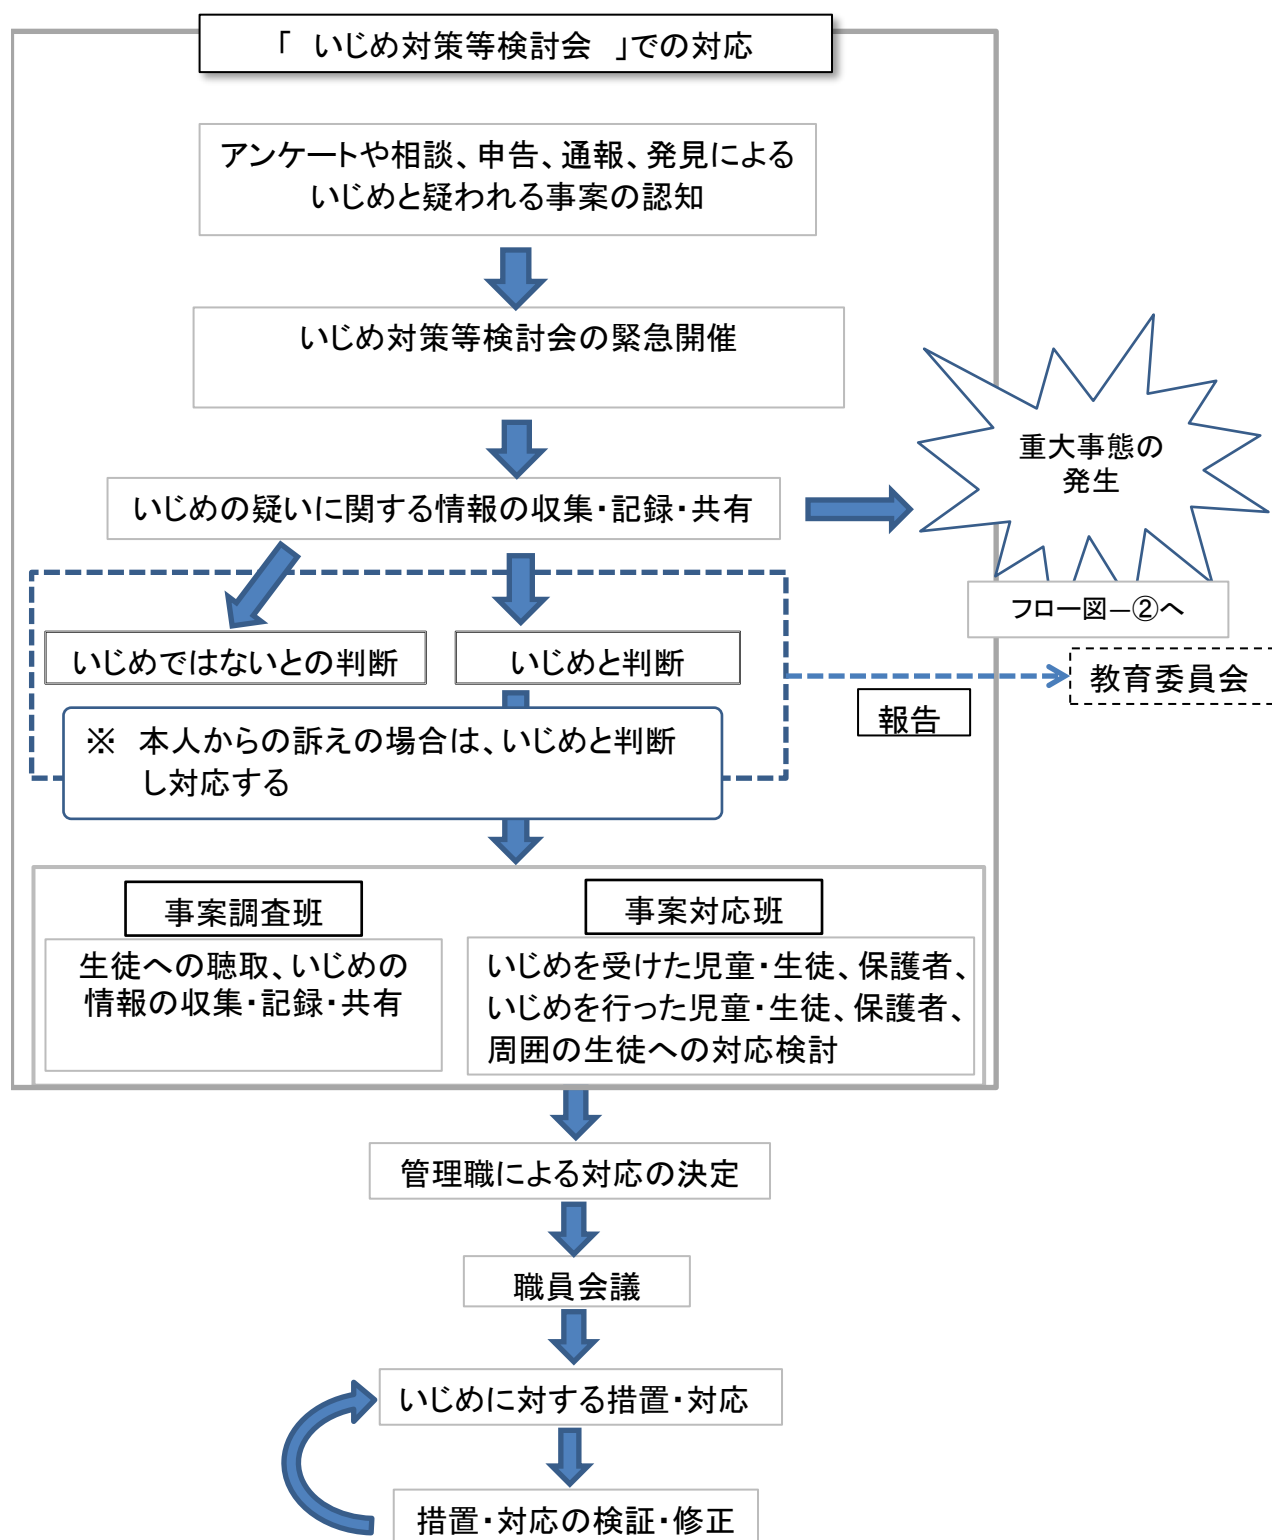 「　いじめ対策等検討会　」での対応
アンケートや相談、申告、通報、発見による
いじめと疑われる事案の認知
いじめ対策等検討会の緊急開催
重大事態の
発生
いじめの疑いに関する情報の収集・記録・共有
フロー図―②へ
いじめではないとの判断
いじめと判断
教育委員会
報告
※　本人からの訴えの場合は、いじめと判断
し対応する
事案調査班
生徒への聴取、いじめの
情報の収集・記録・共有
事案対応班
いじめを受けた児童・生徒、保護者、
いじめを行った児童・生徒、保護者、
周囲の生徒への対応検討
管理職による対応の決定
職員会議
いじめに対する措置・対応
措置・対応の検証・修正